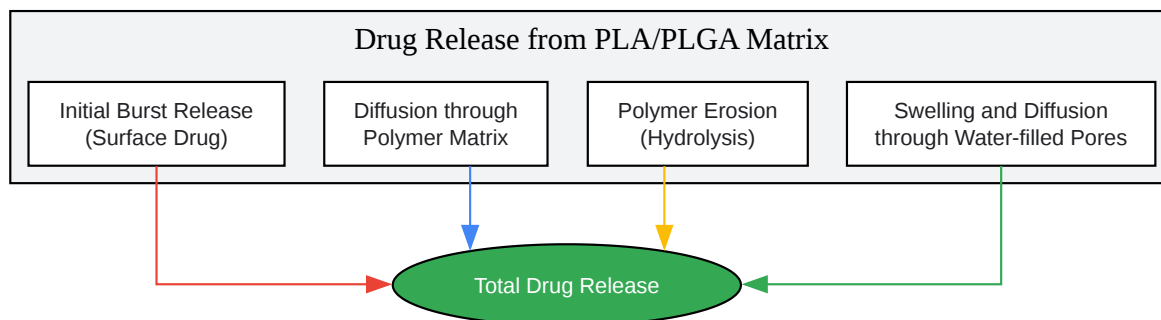 Drug Release from PLA/PLGA Matrix
Initial Burst Release
(Surface Drug)
Diffusion through
Polymer Matrix
Polymer Erosion
(Hydrolysis)
Swelling and Diffusion
through Water-filled Pores
Total Drug Release